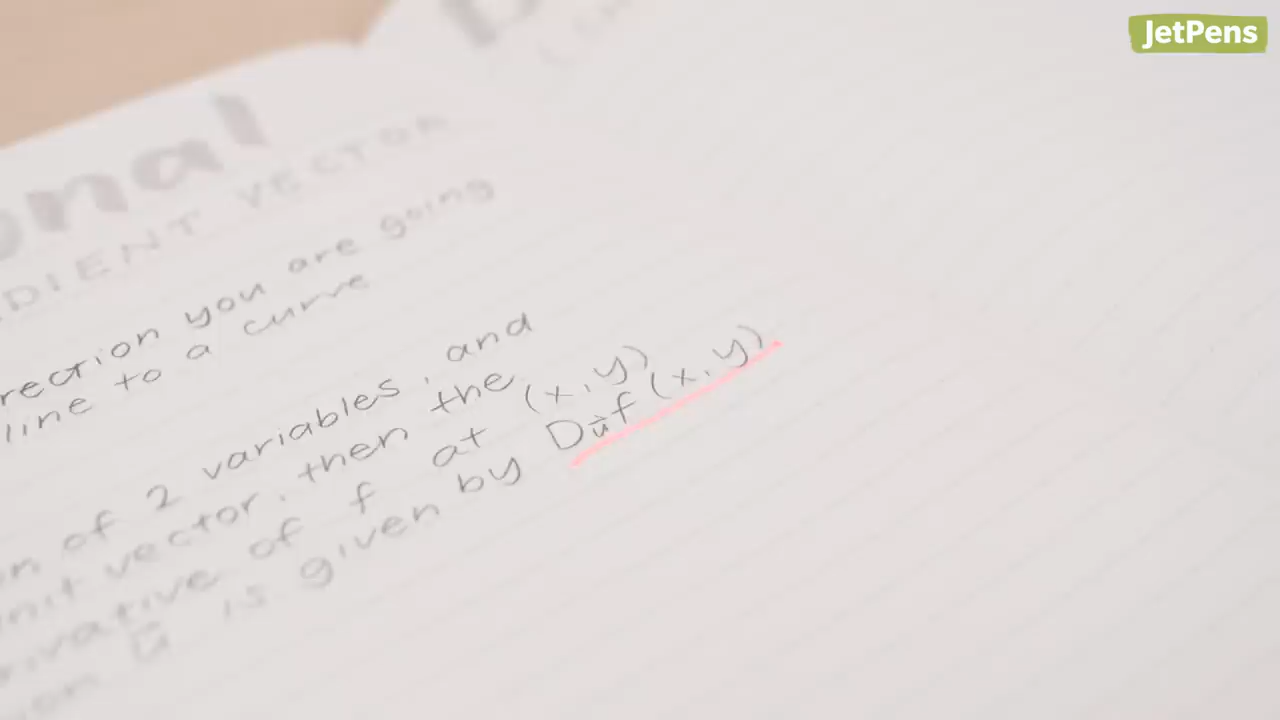 JetPens
onal
DIENT VECTOR
rection you are going
line to a curve
on of 2 variables, and
nit vector, then the
rivative of f at (x,y)
ū is given by Dūf(x,y)